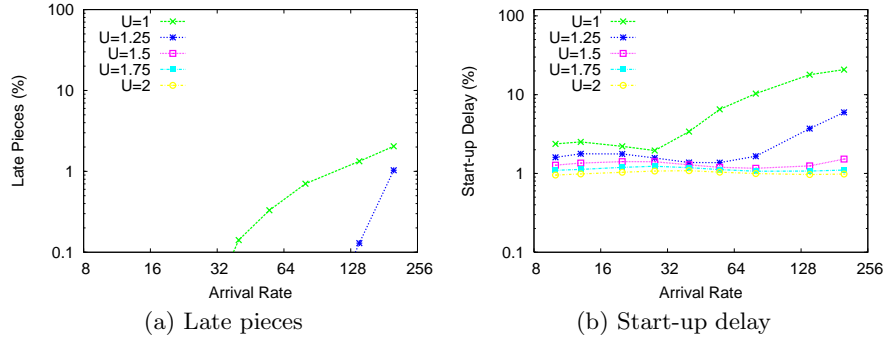 U=1
U=1.25
U=1.5
U=1.75
U=2
Late Pieces (%)
100
10
1
0.1
8 16 32 64 128 256
Arrival Rate
(a) Late pieces
U=1
U=1.25
U=1.5
U=1.75
U=2
Start-up Delay (%)
100
10
1
0.1
8 16 32 64 128 256
Arrival Rate
(b) Start-up delay